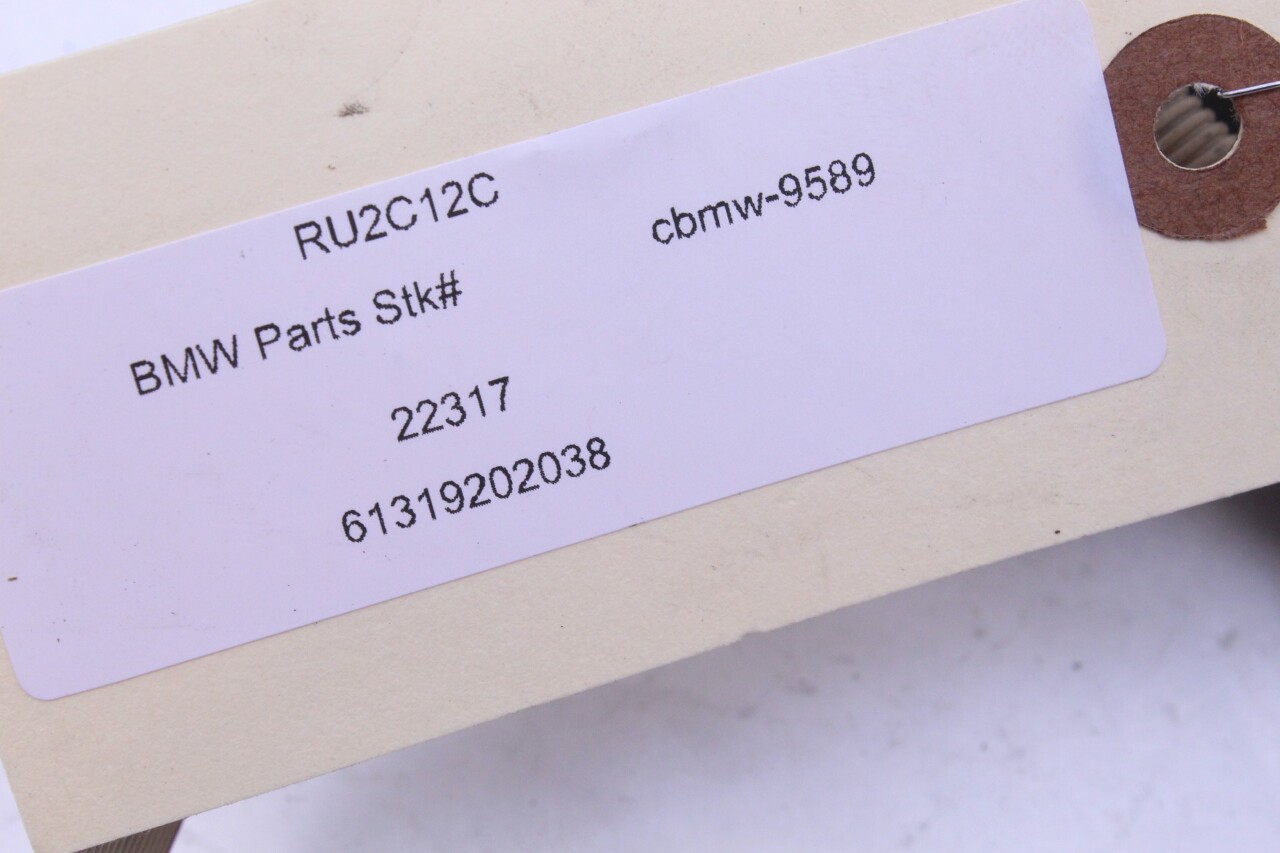 RU2C12C cbmw-9589
BMW Parts Stk#
22317
61319202038